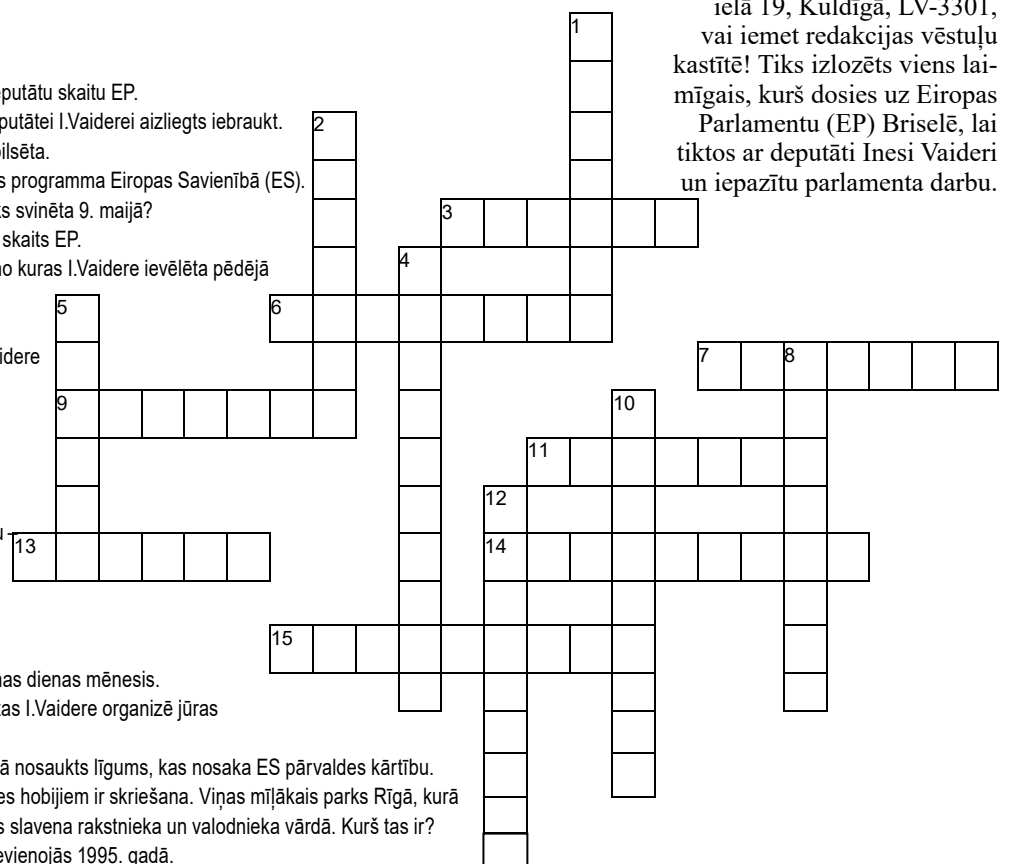 ielā 19, Kuldīgā, LV-3301,
vai iemet redakcijas vēstuļu
kastītē! Tiks izlozēts viens lai-
mīgais, kurš dosies uz Eiropas
Parlamentu (EP) Briselē, lai
tiktos ar deputāti Inesi Vaideri
un iepazītu parlamenta darbu.
putātu skaitu EP.
putātei I.Vaiderei aizliegts iebraukt.
ilsēta.
s programma Eiropas Savienībā (ES).
s svinēta 9. maijā?
skaits EP.
no kuras I.Vaidere ievēlēta pēdējā
idere
u –
nas dienas mēnesis.
as I.Vaidere organizē jūras
ā nosaukts līgums, kas nosaka ES pārvaldes kārtību.
es hobijiem ir skriešana. Viņas mīļākais parks Rīgā, kurā
s slavena rakstnieka un valodnieka vārdā. Kurš tas ir?
evienojās 1995. gadā.
1
2
3
4
5
6
7
8
9
10
11
12
13
14
15